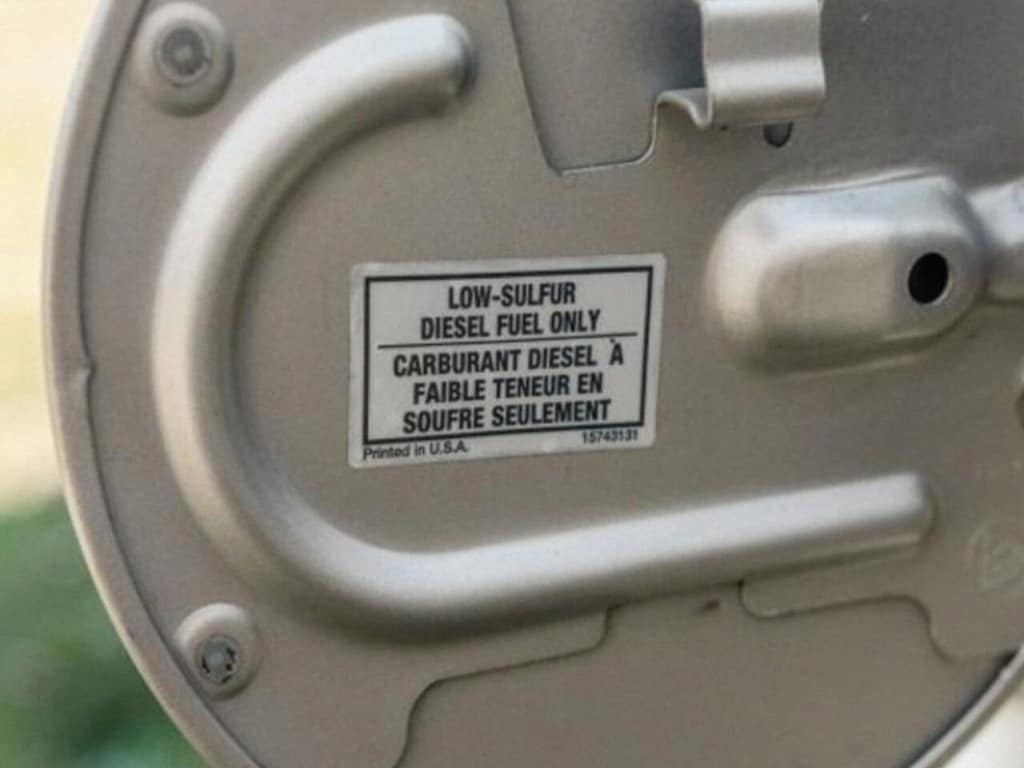 LOW-SULFUR
DIESEL FUEL ONLY
CARBURANT DIESEL À
FAIBLE TENEUR EN
SOUFRE SEULEMENT
Printed in U.S.A. 15743131